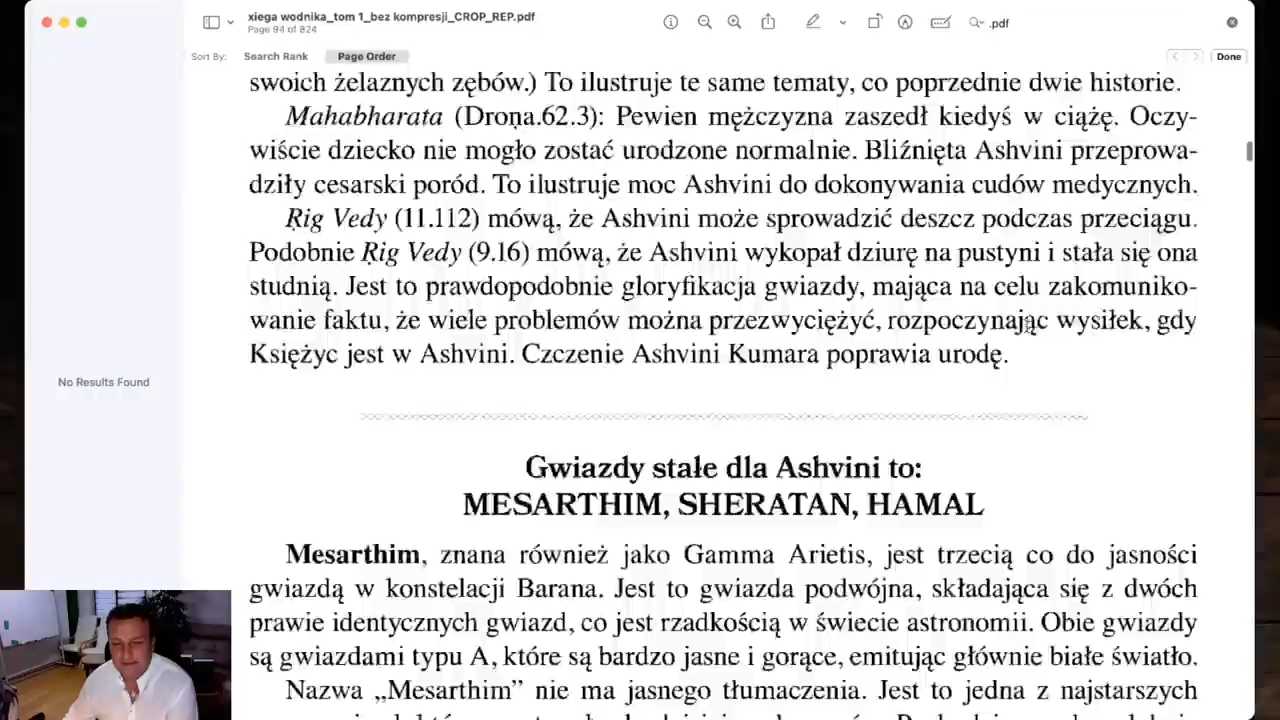 xiega wodnika_tom 1_bez kompresji_CROP_REP.pdf
Page 94 of 824
.pdf
Sort By: Search Rank Page Order
Done
No Results Found
swoich żelaznych zębów.) To ilustruje te same tematy, co poprzednie dwie historie.
Mahabharata (Droṇa.62.3): Pewien mężczyzna zaszedł kiedyś w ciążę. Oczy-
wiście dziecko nie mogło zostać urodzone normalnie. Bliźnięta Ashvini przeprowa-
dziły cesarski poród. To ilustruje moc Ashvini do dokonywania cudów medycznych.
Ṛig Vedy (11.112) mówą, że Ashvini może sprowadzić deszcz podczas przeciągu.
Podobnie Ṛig Vedy (9.16) mówą, że Ashvini wykopał dziurę na pustyni i stała się ona
studnią. Jest to prawdopodobnie gloryfikacja gwiazdy, mająca na celu zakomuniko-
wanie faktu, że wiele problemów można przezwyciężyć, rozpoczynając wysiłek, gdy
Księżyc jest w Ashvini. Czczenie Ashvini Kumara poprawia urodę.
Gwiazdy stałe dla Ashvini to:
MESARTHIM, SHERATAN, HAMAL
Mesarthim, znana również jako Gamma Arietis, jest trzecią co do jasności
gwiazdą w konstelacji Barana. Jest to gwiazda podwójna, składająca się z dwóch
prawie identycznych gwiazd, co jest rzadkością w świecie astronomii. Obie gwiazdy
są gwiazdami typu A, które są bardzo jasne i gorące, emitując głównie białe światło.
Nazwa „Mesarthim” nie ma jasnego tłumaczenia. Jest to jedna z najstarszych